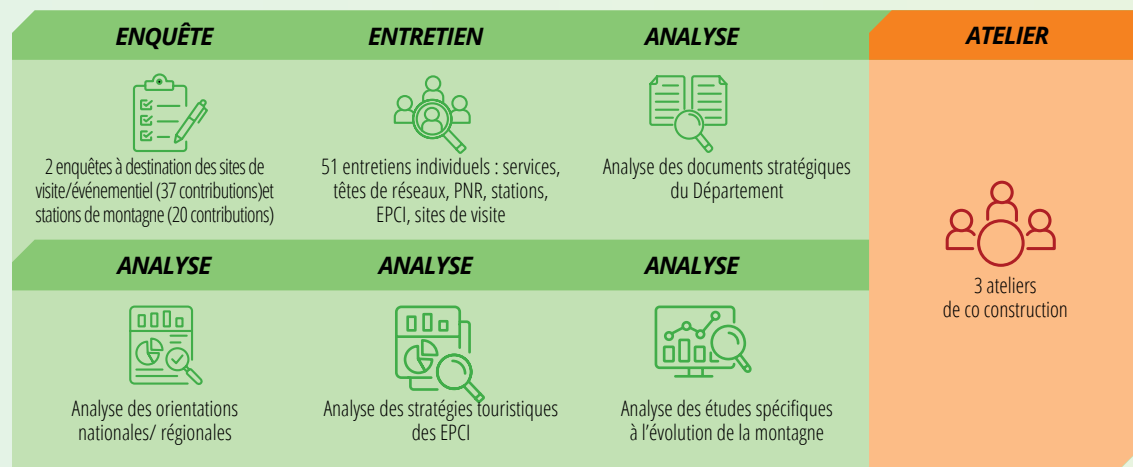 ENQUÊTE
2 enquêtes à destination des sites de
visite/événementiel (37 contributions)et
stations de montagne (20 contributions)
ENTRETIEN
51 entretiens individuels : services,
têtes de réseaux, PNR, stations,
EPCI, sites de visite
ANALYSE
Analyse des documents stratégiques
du Département
ATELIER
3 ateliers
de co construction
ANALYSE
Analyse des orientations
nationales/ régionales
ANALYSE
Analyse des stratégies touristiques
des EPCI
ANALYSE
Analyse des études spécifiques
à l’évolution de la montagne